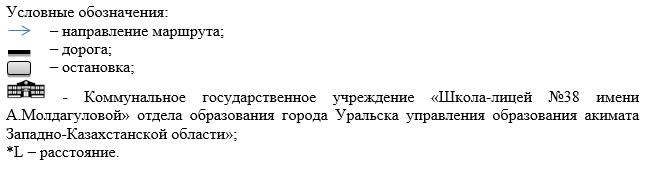 Условные обозначения:
– направление маршрута;
– дорога;
– остановка;
- Коммунальное государственное учреждение «Школа-лицей №38 имени
А.Молдагуловой» отдела образования города Уральска управления образования акимата
Западно-Казахстанской области»;
*L – расстояние.